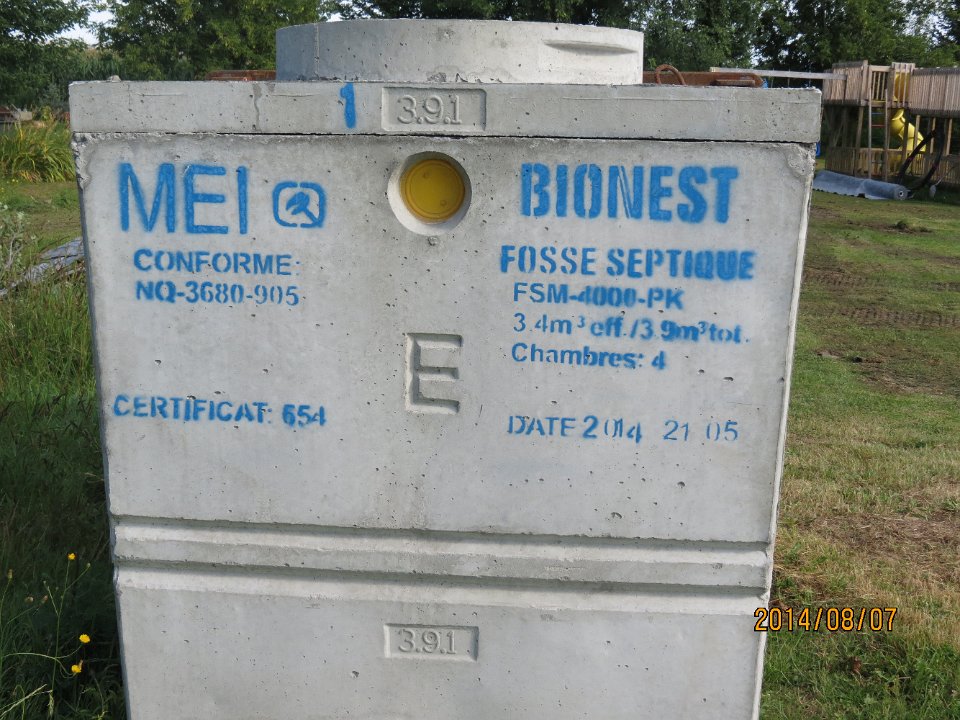 1 3.9.1
MEI
CONFORME:
NQ-3680-905
CERTIFICAT: 654
E
BIONEST
FOSSE SEPTIQUE
FSM-4000-PK
3.4m³ eff./3.9m³tot.
Chambres: 4
DATE 2014 21 05
3.9.1
2014/08/07